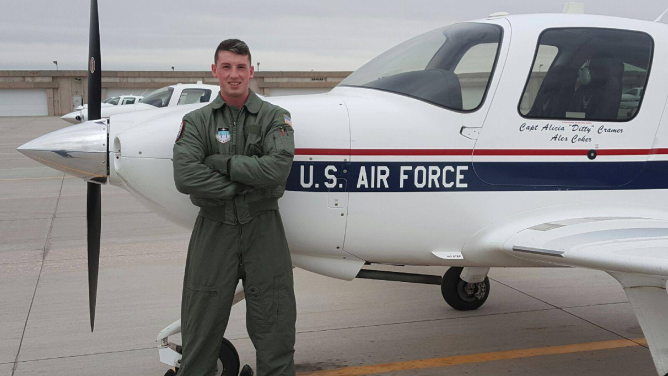 Capt Alicia "Ditty" Cramer
Alex Coker
U.S. AIR FORCE